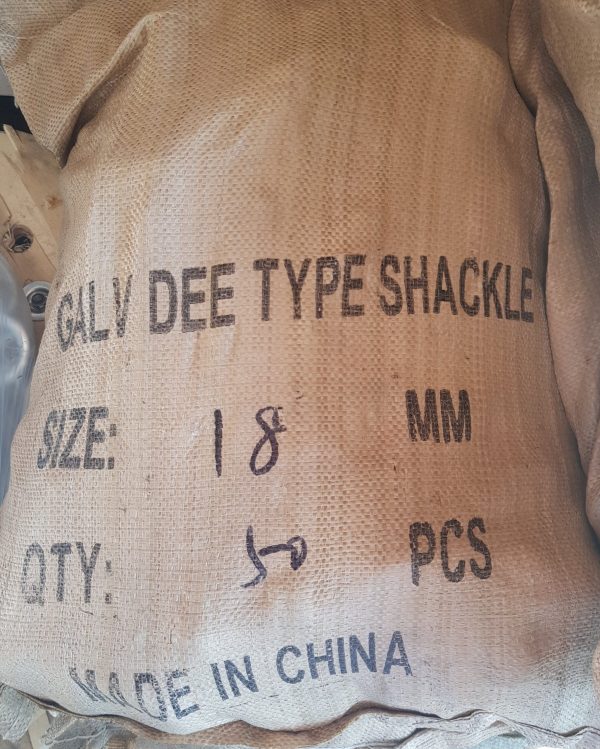 GALV DEE TYPE SHACKLE
SIZE: 18 MM
QTY: 50 PCS
MADE IN CHINA